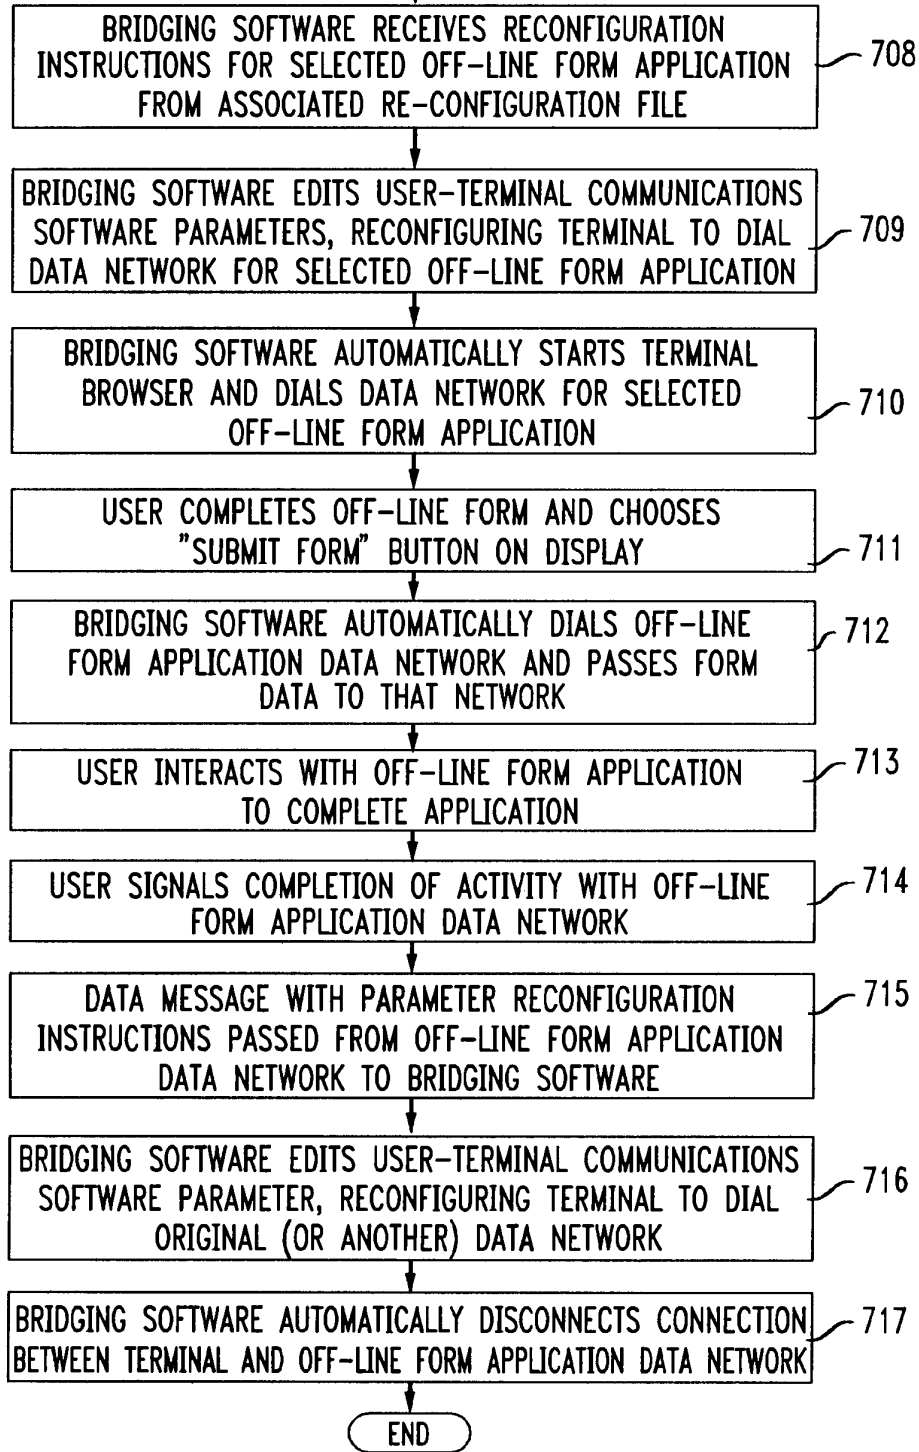 BRIDGING SOFTWARE RECEIVES RECONFIGURATION
INSTRUCTIONS FOR SELECTED OFF-LINE FORM APPLICATION
FROM ASSOCIATED RE-CONFIGURATION FILE
708
BRIDGING SOFTWARE EDITS USER-TERMINAL COMMUNICATIONS
SOFTWARE PARAMETERS, RECONFIGURING TERMINAL TO DIAL
DATA NETWORK FOR SELECTED OFF-LINE FORM APPLICATION
709
BRIDGING SOFTWARE AUTOMATICALLY STARTS TERMINAL
BROWSER AND DIALS DATA NETWORK FOR SELECTED
OFF-LINE FORM APPLICATION
710
USER COMPLETES OFF-LINE FORM AND CHOOSES
"SUBMIT FORM" BUTTON ON DISPLAY
711
BRIDGING SOFTWARE AUTOMATICALLY DIALS OFF-LINE
FORM APPLICATION DATA NETWORK AND PASSES FORM
DATA TO THAT NETWORK
712
USER INTERACTS WITH OFF-LINE FORM APPLICATION
TO COMPLETE APPLICATION
713
USER SIGNALS COMPLETION OF ACTIVITY WITH OFF-LINE
FORM APPLICATION DATA NETWORK
714
DATA MESSAGE WITH PARAMETER RECONFIGURATION
INSTRUCTIONS PASSED FROM OFF-LINE FORM APPLICATION
DATA NETWORK TO BRIDGING SOFTWARE
715
BRIDGING SOFTWARE EDITS USER-TERMINAL COMMUNICATIONS
SOFTWARE PARAMETER, RECONFIGURING TERMINAL TO DIAL
ORIGINAL (OR ANOTHER) DATA NETWORK
716
BRIDGING SOFTWARE AUTOMATICALLY DISCONNECTS CONNECTION
BETWEEN TERMINAL AND OFF-LINE FORM APPLICATION DATA NETWORK
717
END